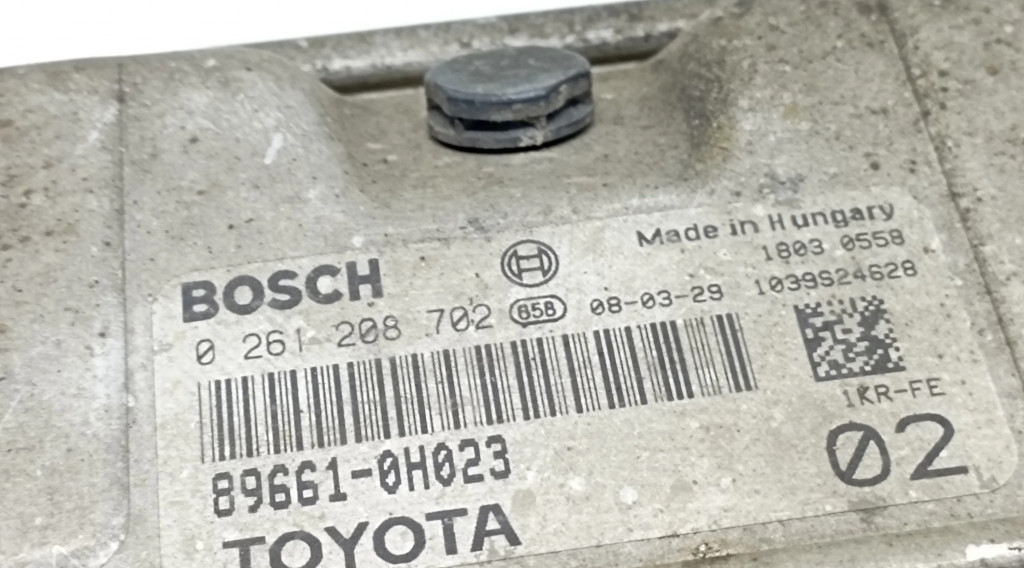 BOSCH
Made in Hungary
1803 0558
0 261 208 702 658 08-03-29 1039S24628
1KR-FE
89661-0H023
02
TOYOTA